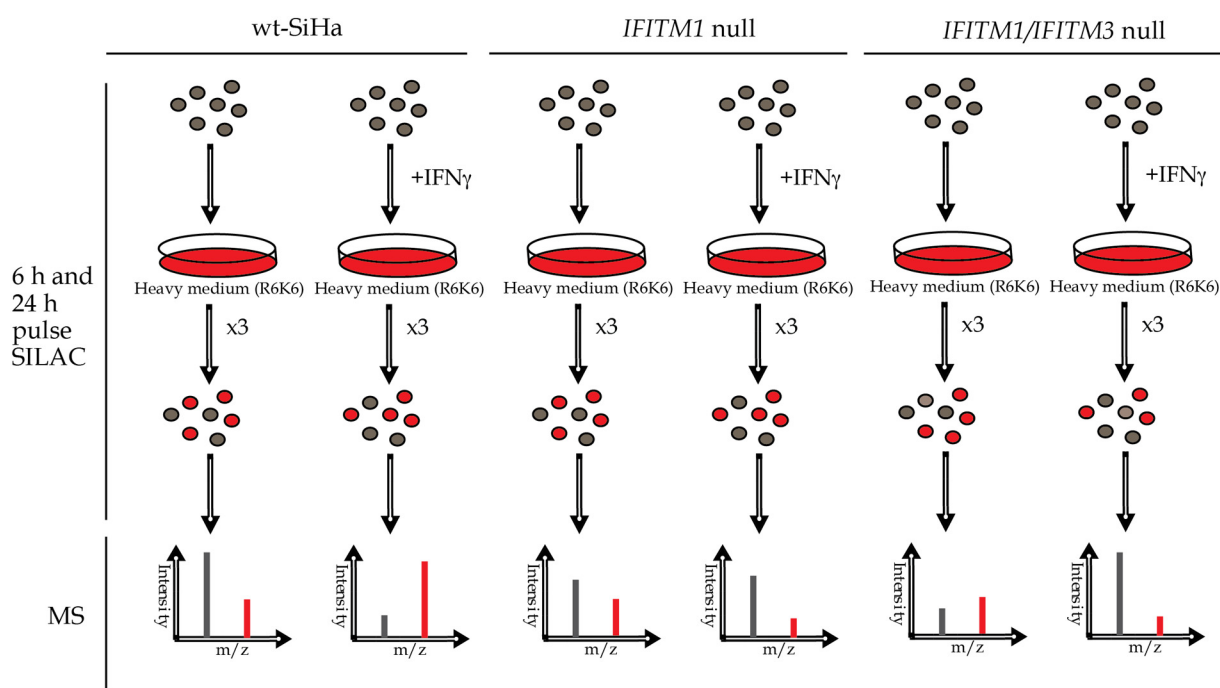 wt-SiHa
IFITM1 null
IFITM1/IFITM3 null
+IFNγ
+IFNγ
+IFNγ
6 h and
24 h
pulse
SILAC
Heavy medium (R6K6)
Heavy medium (R6K6)
Heavy medium (R6K6)
Heavy medium (R6K6)
Heavy medium (R6K6)
Heavy medium (R6K6)
x3
x3
x3
x3
x3
x3
MS
Intensity
m/z
Intensity
m/z
Intensity
m/z
Intensity
m/z
Intensity
m/z
Intensity
m/z